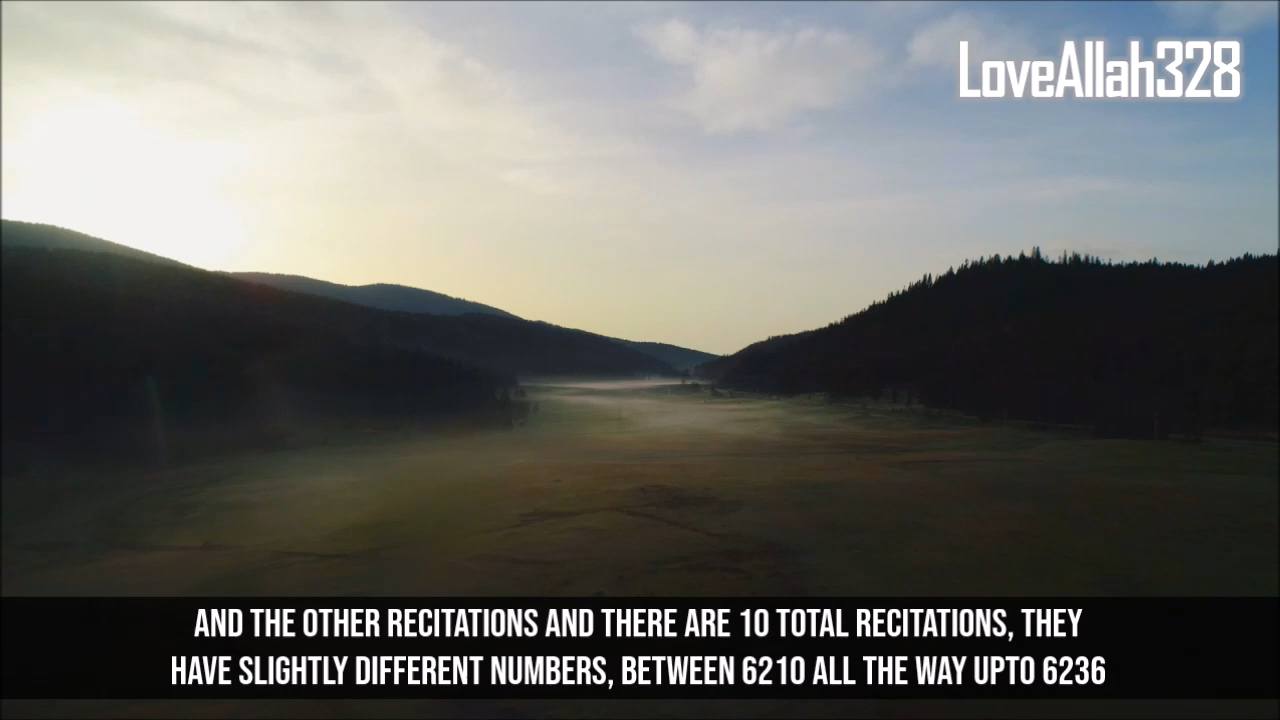 LoveAllah328
AND THE OTHER RECITATIONS AND THERE ARE 10 TOTAL RECITATIONS, THEY
HAVE SLIGHTLY DIFFERENT NUMBERS, BETWEEN 6210 ALL THE WAY UPTO 6236